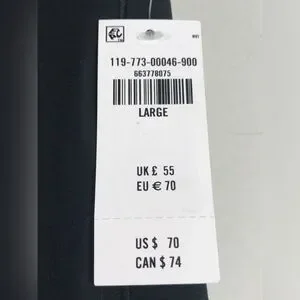 119-773-00046-900
663778075
LARGE
UK £ 55
EU € 70
US $ 70
CAN $ 74